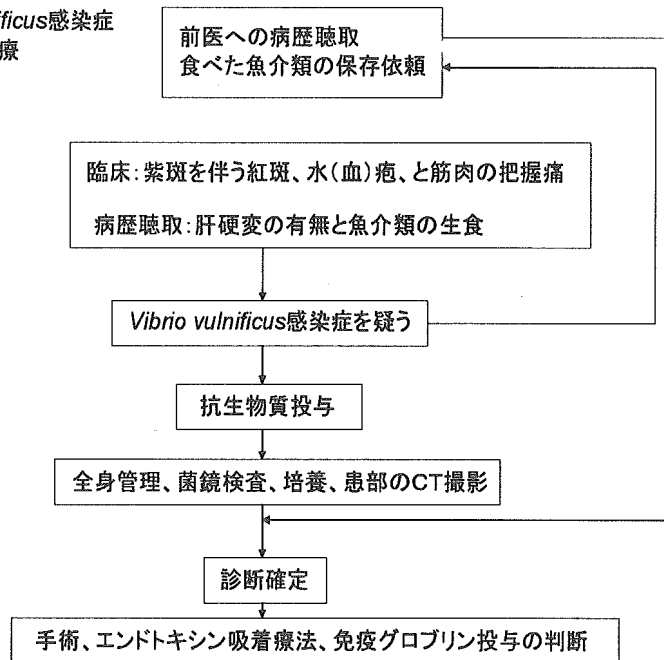 ificus感染症
療
前医への病歴聴取
食べた魚介類の保存依頼
臨床:紫斑を伴う紅斑、水(血)疱、と筋肉の把握痛
病歴聴取:肝硬変の有無と魚介類の生食
Vibrio vulnificus感染症を疑う
抗生物質投与
全身管理、菌鏡検査、培養、患部のCT撮影
診断確定
手術、エンドトキシン吸着療法、免疫グロブリン投与の判断